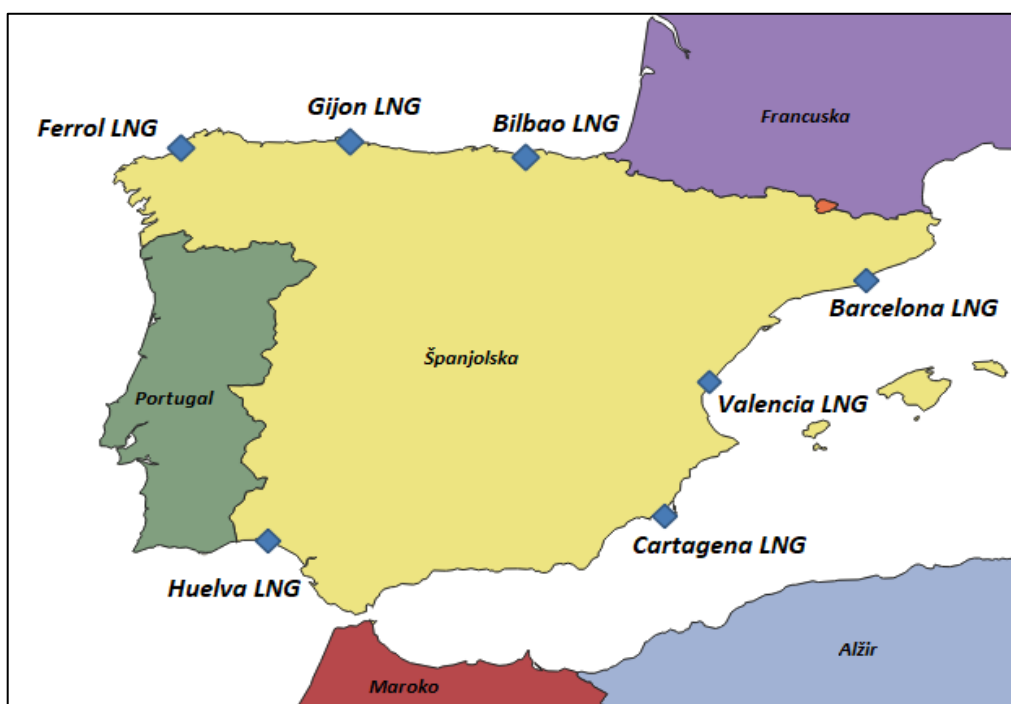 Ferrol LNG
Gijon LNG
Bilbao LNG
Francuska
Barcelona LNG
Španjolska
Portugal
Valencia LNG
Cartagena LNG
Huelva LNG
Alžir
Maroko